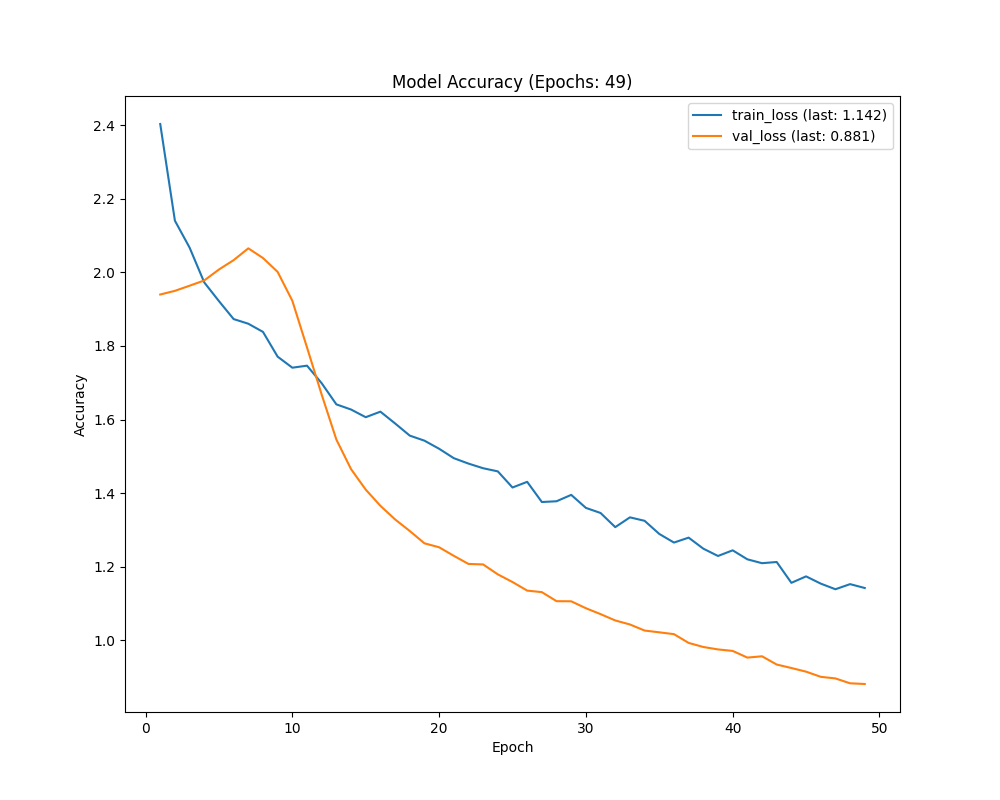 Model Accuracy (Epochs: 49)
train_loss (last: 1.142)
val_loss (last: 0.881)
Accuracy
2.4
2.2
2.0
1.8
1.6
1.4
1.2
1.0
0 10 20 30 40 50
Epoch